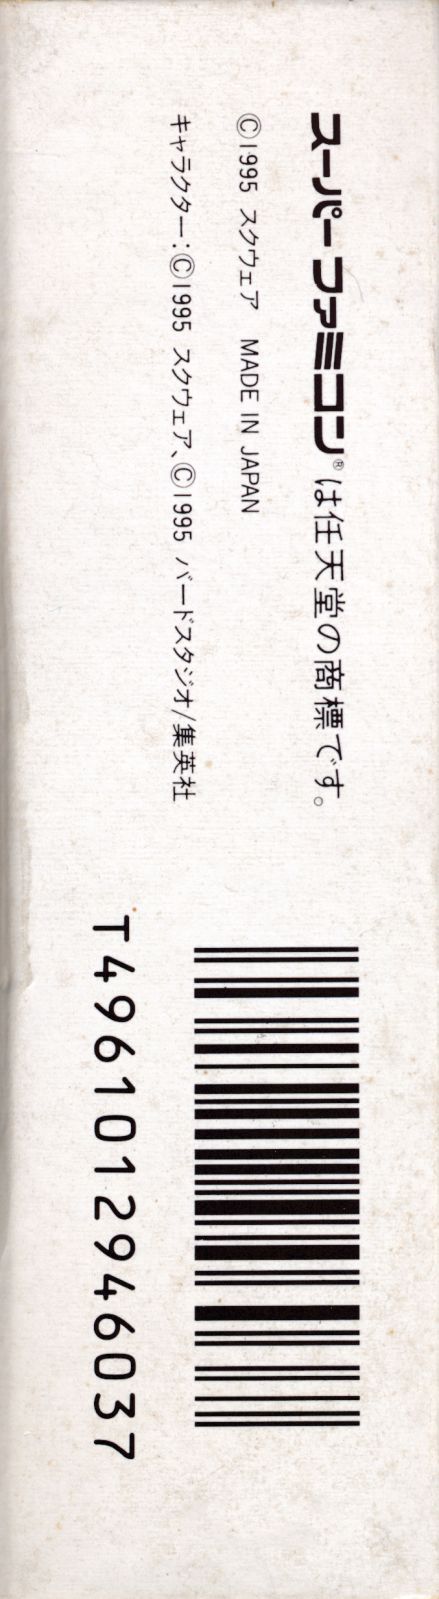 スーパーファミコン®は任天堂の商標です。
©1995 スクウェア MADE IN JAPAN
キャラクター：©1995 スクウェア、©1995 バードスタジオ/集英社
T4961012946037